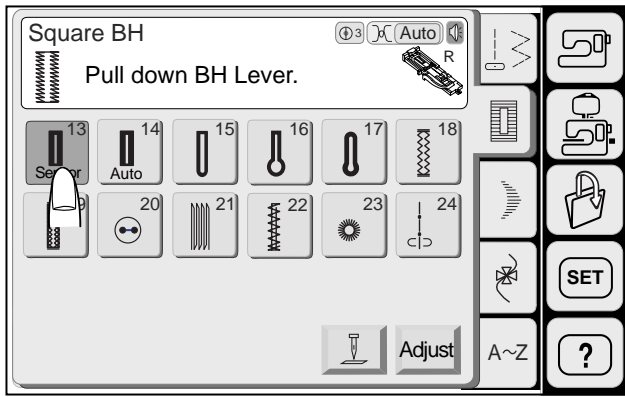 Square BH
3 Auto
R
Pull down BH Lever.
13 14 15 16 17 18
Auto
20 21 22 23 24
SET
Adjust
A~Z
?